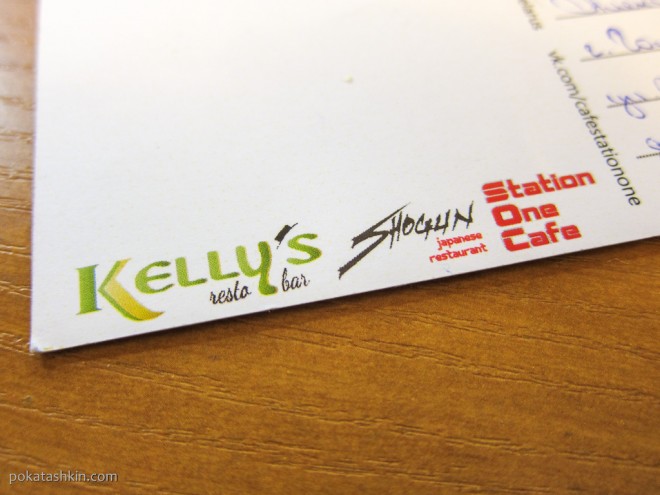 KELLY'S
resto bar
SHOGUN
japanese
restaurant
Station
One
Cafe
vk.com/cafestationone
pokatashkin.com